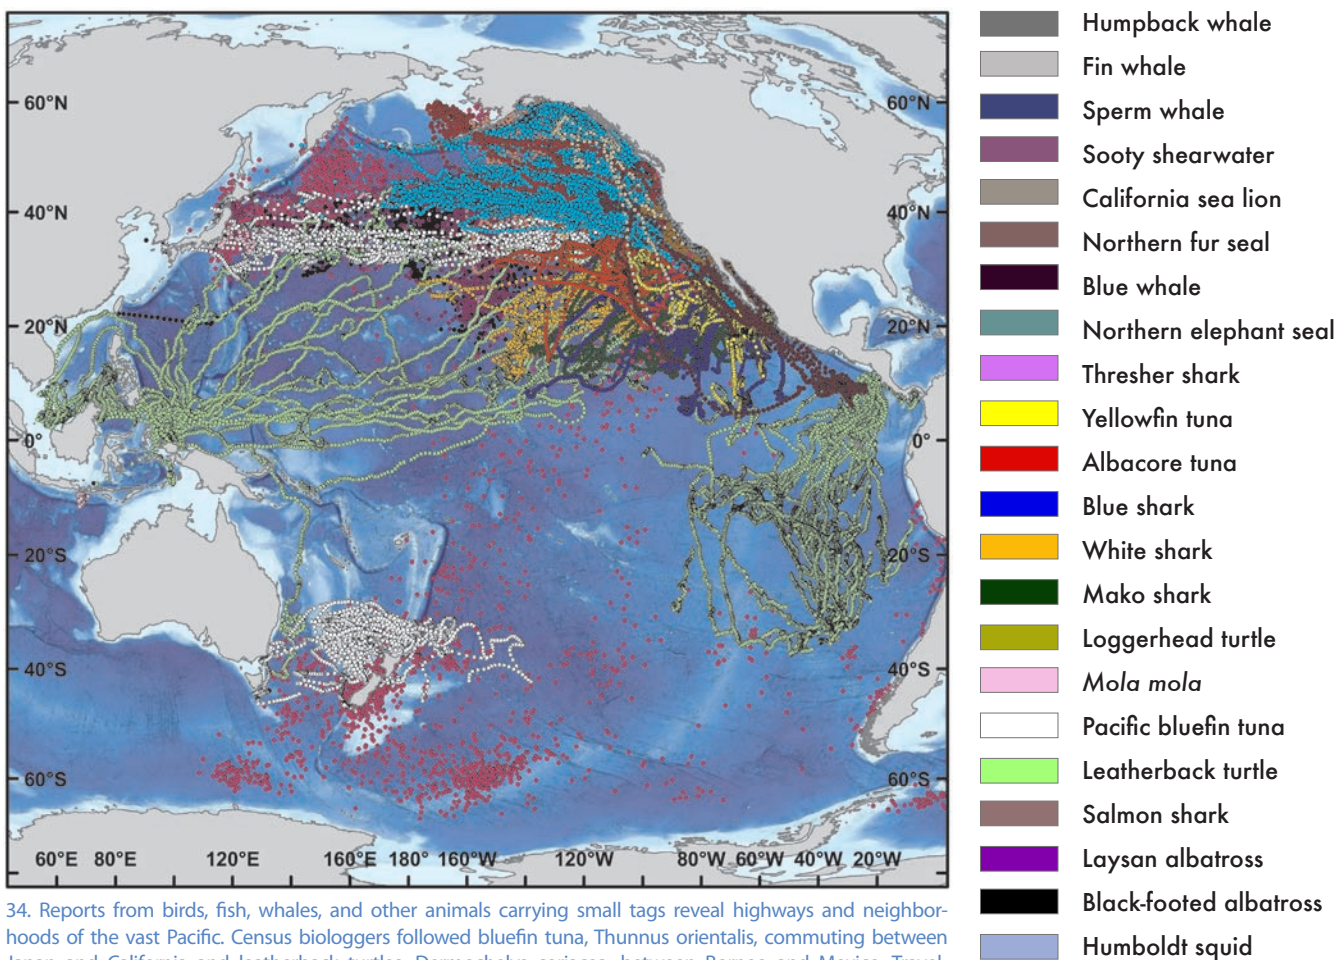 Humpback whale
Fin whale
Sperm whale
Sooty shearwater
California sea lion
Northern fur seal
Blue whale
Northern elephant seal
Thresher shark
Yellowfin tuna
Albacore tuna
Blue shark
White shark
Mako shark
Loggerhead turtle
Mola mola
Pacific bluefin tuna
Leatherback turtle
Salmon shark
Laysan albatross
Black-footed albatross
Humboldt squid
60°N 60°N
40°N 40°N
20°N 20°N
0° 0°
20°S 20°S
40°S 40°S
60°S 60°S
60°E 80°E 120°E 160°E 180° 160°W 120°W 80°W 60°W 40°W 20°W
34. Reports from birds, fish, whales, and other animals carrying small tags reveal highways and neighbor-
hoods of the vast Pacific. Census biologgers followed bluefin tuna, Thunnus orientalis, commuting between